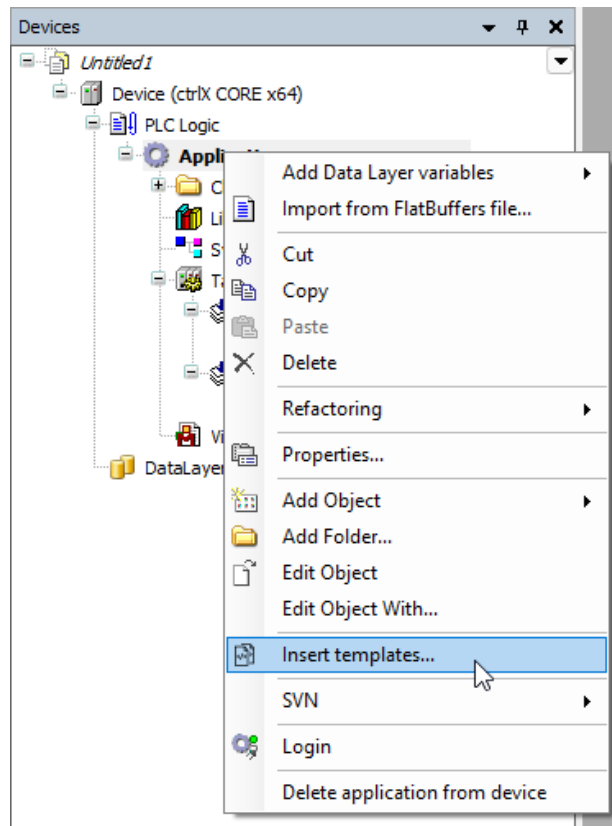 Devices
Untitled1
Device (ctrlX CORE x64)
PLC Logic
Add Data Layer variables
Import from FlatBuffers file...
Cut
Copy
Paste
Delete
Refactoring
Properties...
DataLayer
Add Object
Add Folder...
Edit Object
Edit Object With...
Insert templates...
SVN
Login
Delete application from device